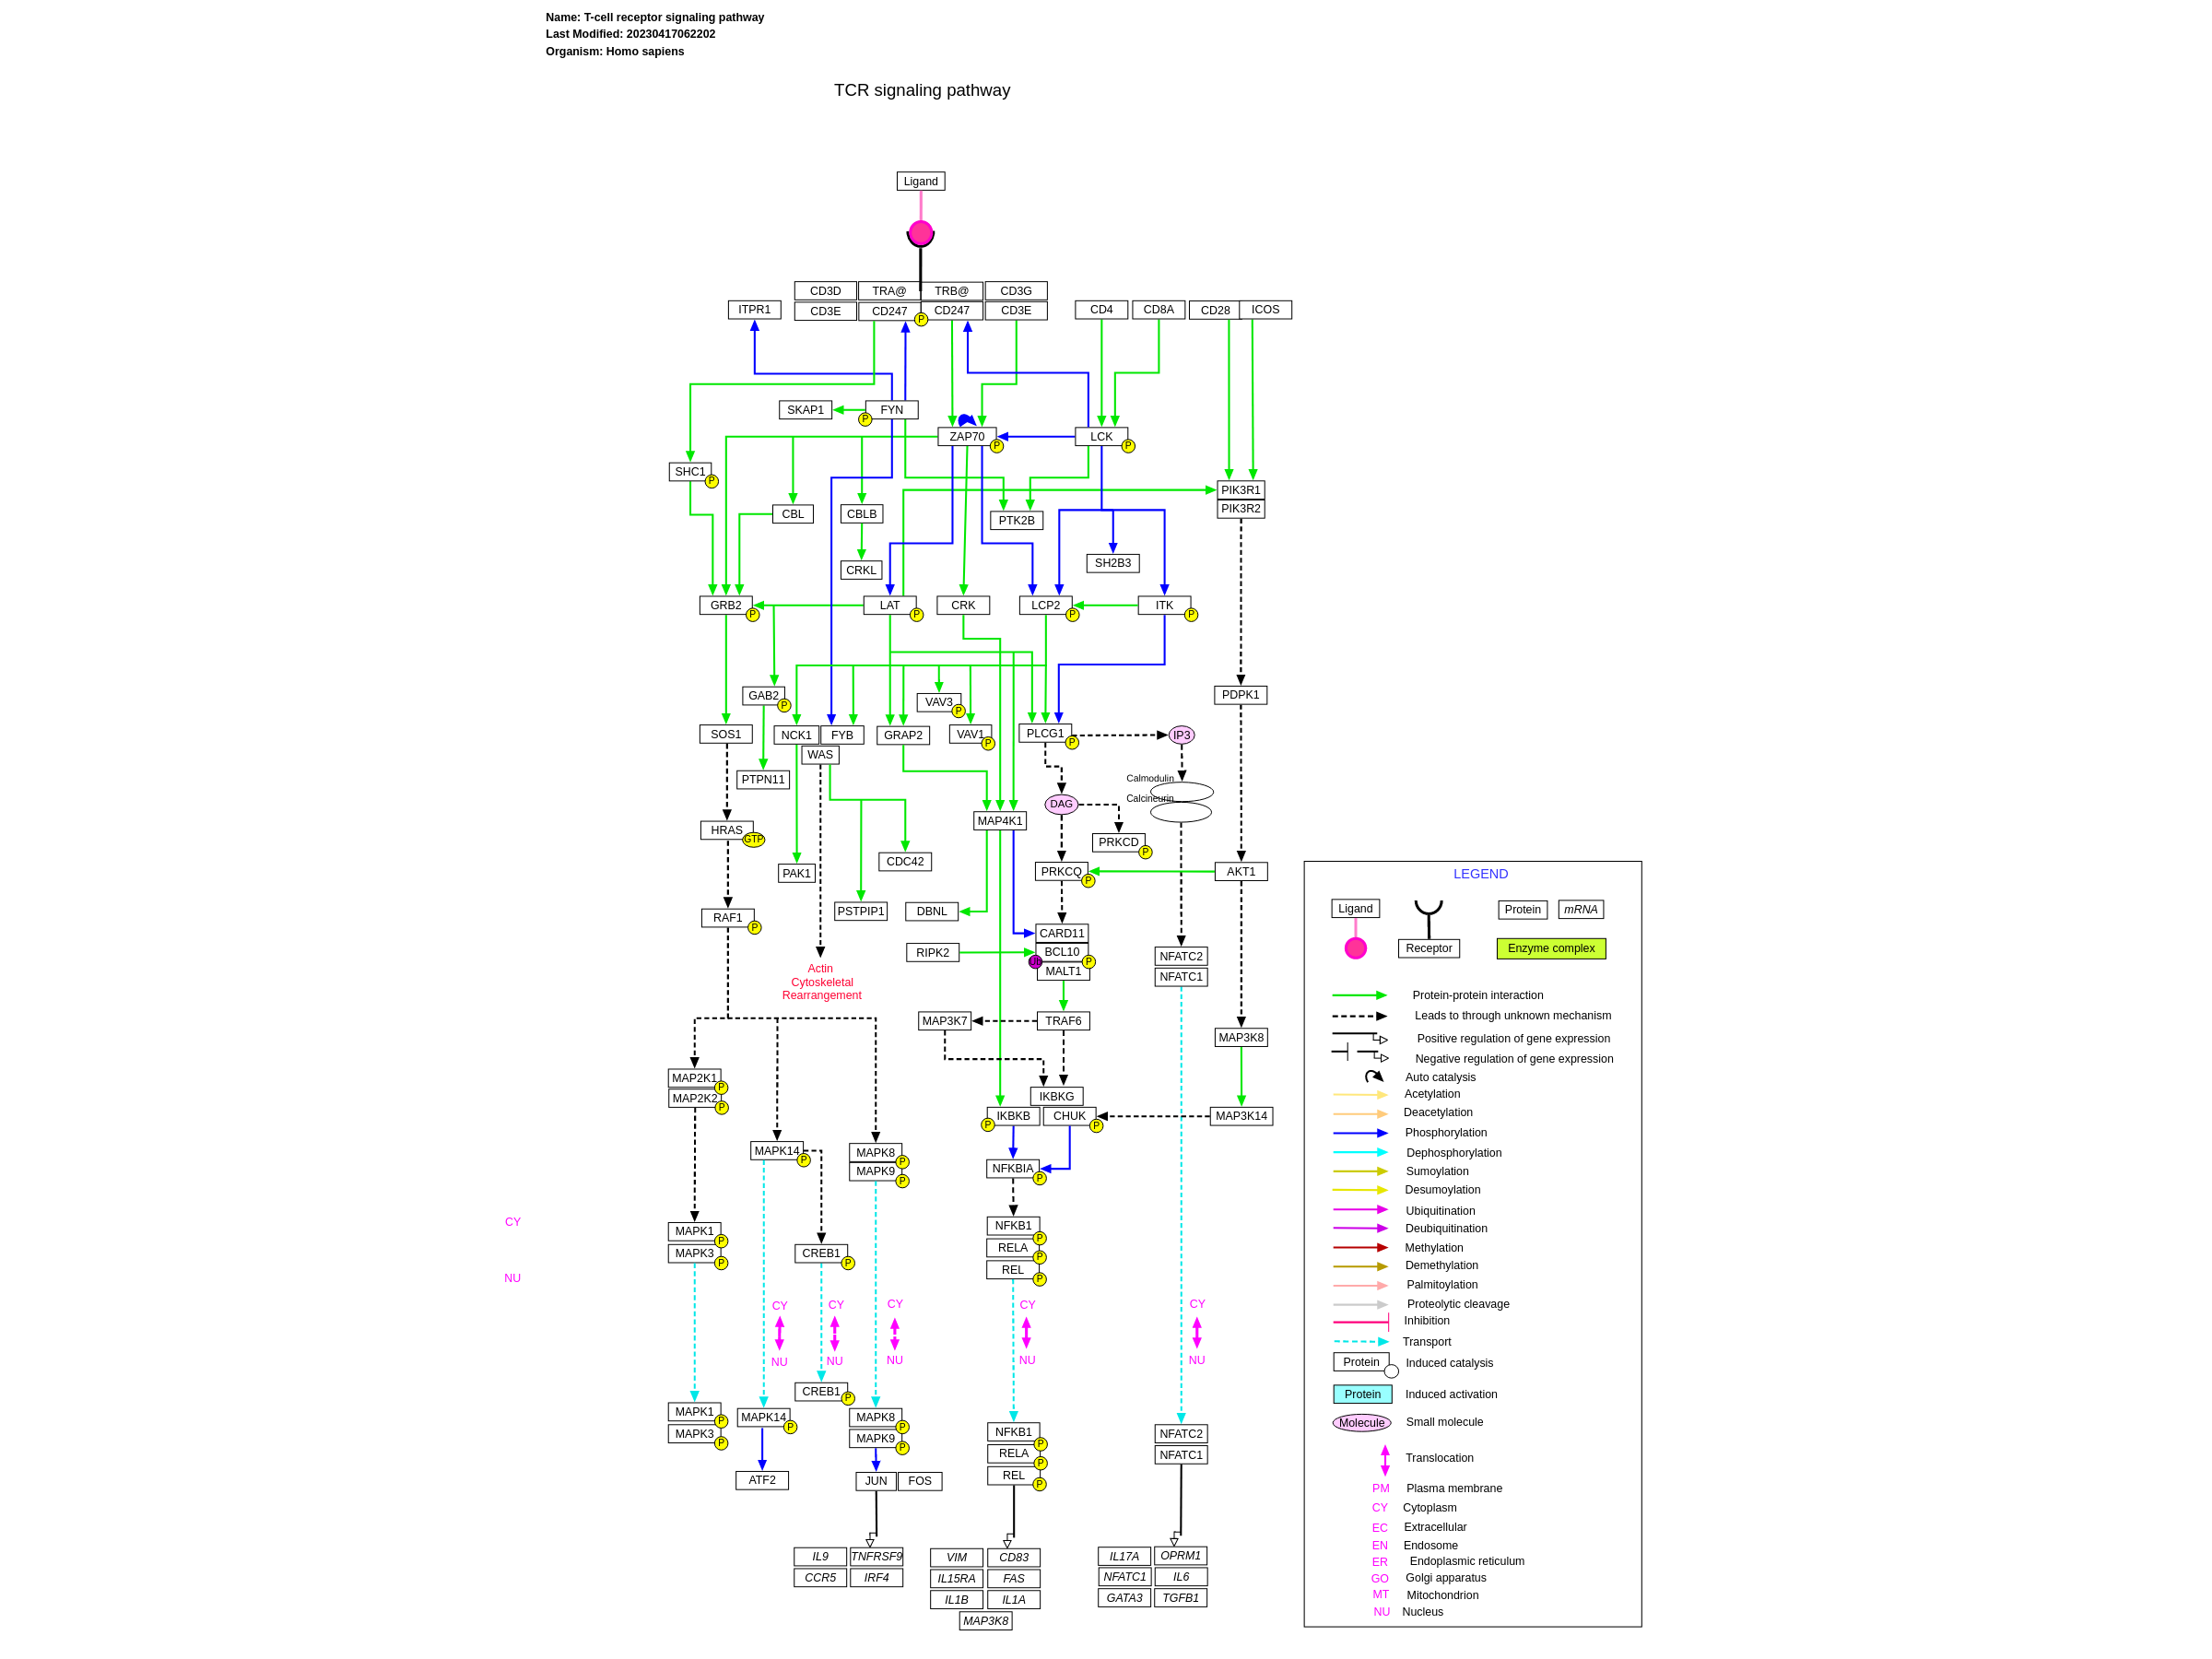 Name: T-cell receptor signaling pathway
Last Modified: 20230417062202
Organism: Homo sapiens
TCR signaling pathway
Ligand
CD3D TRA@ TRB@ CD3G
ITPR1 CD3E CD247 P CD247 CD3E CD4 CD8A CD28 ICOS
SKAP1 FYN P
ZAP70 P LCK P
SHC1 P
PIK3R1
PIK3R2
CBL CBLB PTK2B
SH2B3
CRKL
GRB2 P LAT P CRK LCP2 P ITK P
GAB2 P VAV3 P PDPK1
SOS1 NCK1 FYB GRAP2 VAV1 P PLCG1 P IP3
WAS
PTPN11 Calmodulin
Calcineurin
DAG
MAP4K1
HRAS GTP PRKCD P
CDC42
PAK1 PRKCQ P AKT1
RAF1 P PSTPIP1 DBNL
CARD11
RIPK2 BCL10 Ub P NFATC2
MALT1 NFATC1
Actin
Cytoskeletal
Rearrangement
MAP3K7 TRAF6 MAP3K8
MAP2K1 P
MAP2K2 P
IKBKG
IKBKB P CHUK P MAP3K14
MAPK14 P MAPK8 P
MAPK9 P
NFKBIA P
CY
MAPK1 P NFKB1 P
MAPK3 P CREB1 P RELA P
REL P
NU
CY CY CY CY CY
NU NU NU NU NU
CREB1 P
MAPK1 P MAPK14 P MAPK8 P NFKB1 P NFATC2
MAPK3 P MAPK9 P RELA P NFATC1
REL P
ATF2 JUN FOS
IL9 TNFRSF9 VIM CD83 IL17A OPRM1
CCR5 IRF4 IL15RA FAS NFATC1 IL6
IL1B IL1A GATA3 TGFB1
MAP3K8
LEGEND
Ligand Protein mRNA
Receptor Enzyme complex
Protein-protein interaction
Leads to through unknown mechanism
Positive regulation of gene expression
Negative regulation of gene expression
Auto catalysis
Acetylation
Deacetylation
Phosphorylation
Dephosphorylation
Sumoylation
Desumoylation
Ubiquitination
Deubiquitination
Methylation
Demethylation
Palmitoylation
Proteolytic cleavage
Inhibition
Transport
Protein Induced catalysis
Protein Induced activation
Molecule Small molecule
Translocation
PM Plasma membrane
CY Cytoplasm
EC Extracellular
EN Endosome
ER Endoplasmic reticulum
GO Golgi apparatus
MT Mitochondrion
NU Nucleus